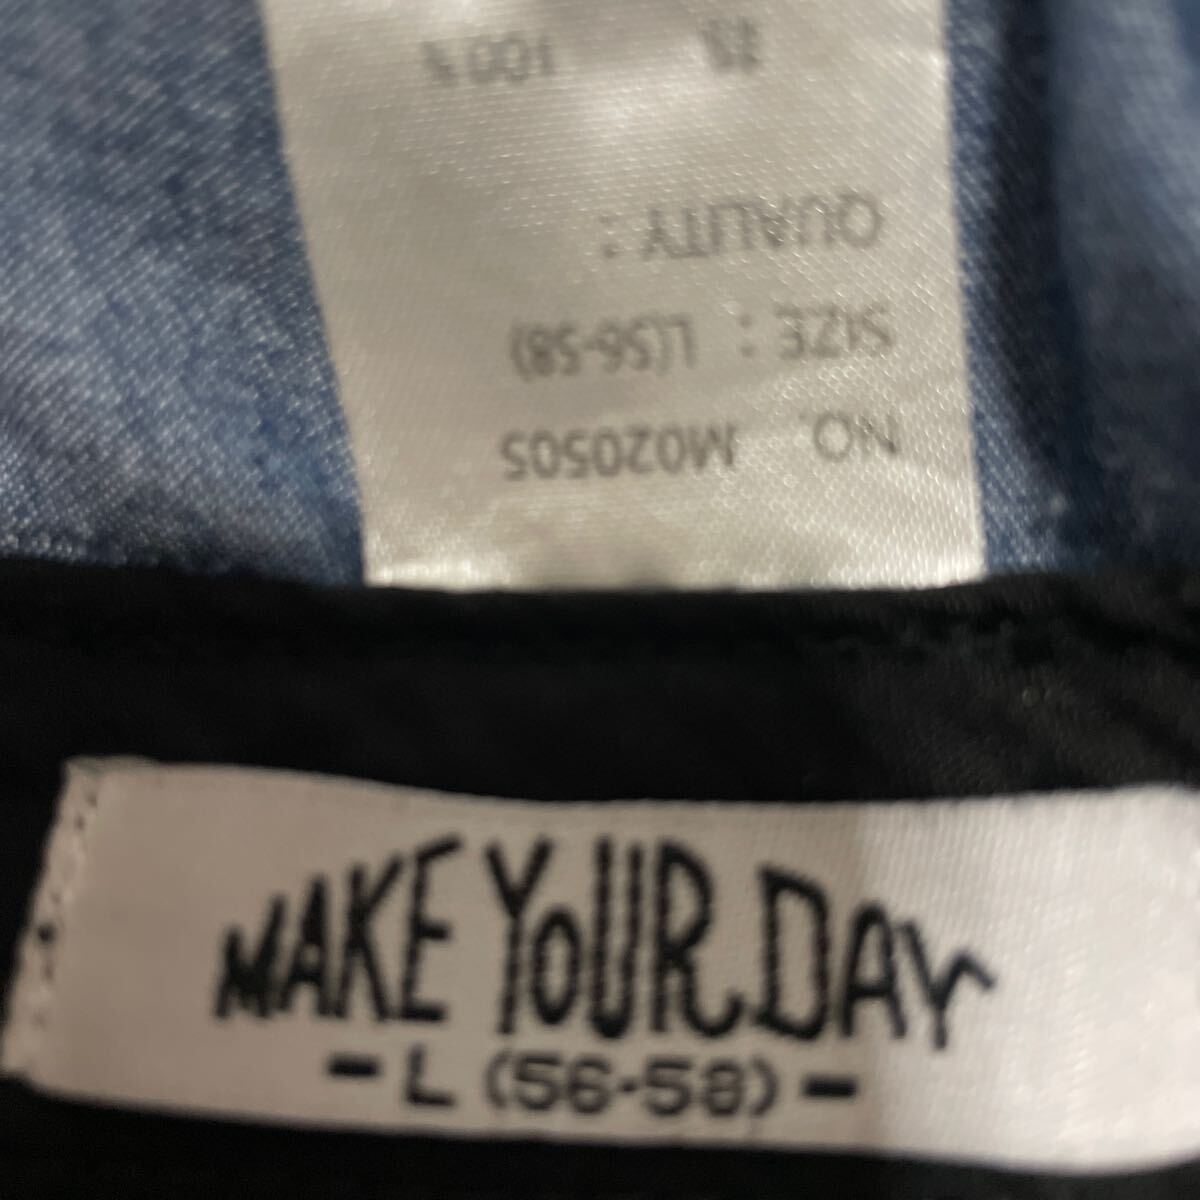 NO. M020505
SIZE : L(56-58)
QUALITY :
100%
MAKE YOUR DAY
- L (56-58) -